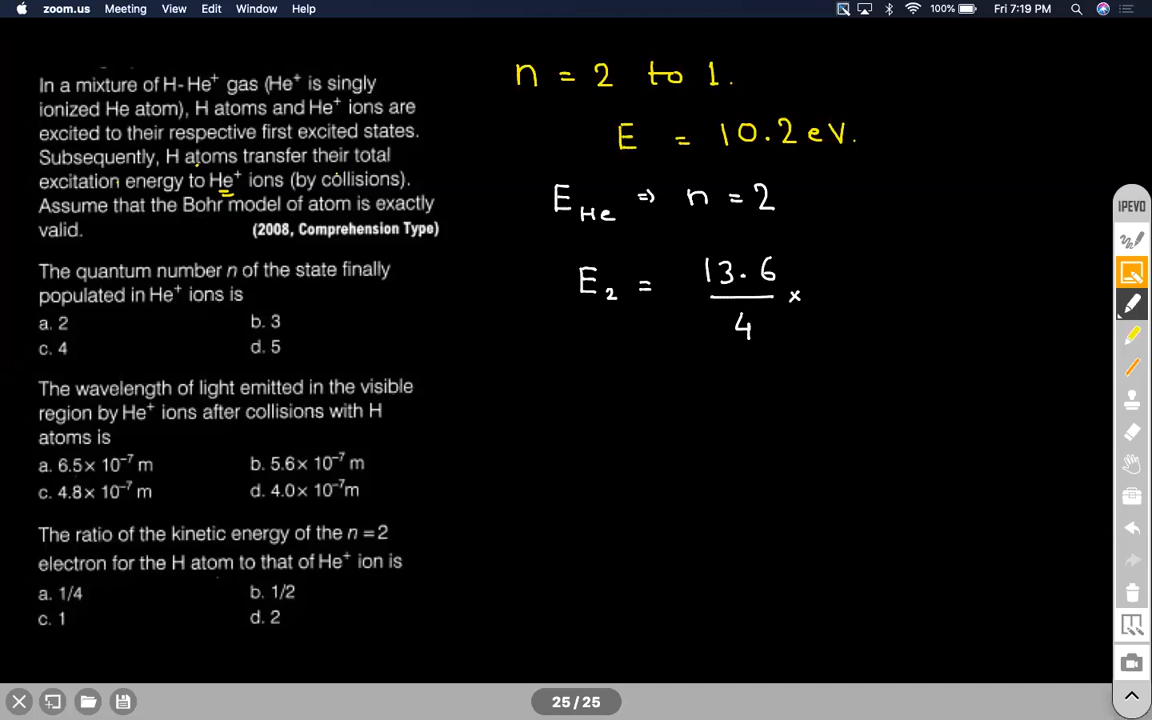 zoom.us Meeting View Edit Window Help 100% Fri 7:19 PM
In a mixture of H-He⁺ gas (He⁺ is singly
ionized He atom), H atoms and He⁺ ions are
excited to their respective first excited states.
Subsequently, H atoms transfer their total
excitation energy to He⁺ ions (by collisions).
Assume that the Bohr model of atom is exactly
valid. (2008, Comprehension Type)
The quantum number n of the state finally
populated in He⁺ ions is
a. 2 b. 3
c. 4 d. 5
The wavelength of light emitted in the visible
region by He⁺ ions after collisions with H
atoms is
a. 6.5× 10⁻⁷ m b. 5.6× 10⁻⁷ m
c. 4.8× 10⁻⁷ m d. 4.0× 10⁻⁷m
The ratio of the kinetic energy of the n = 2
electron for the H atom to that of He⁺ ion is
a. 1/4 b. 1/2
c. 1 d. 2
n = 2 to 1.
E = 10.2 eV.
E_He ⇒ n = 2
E₂ = 13.6/4 ×
IPEVO
25 / 25